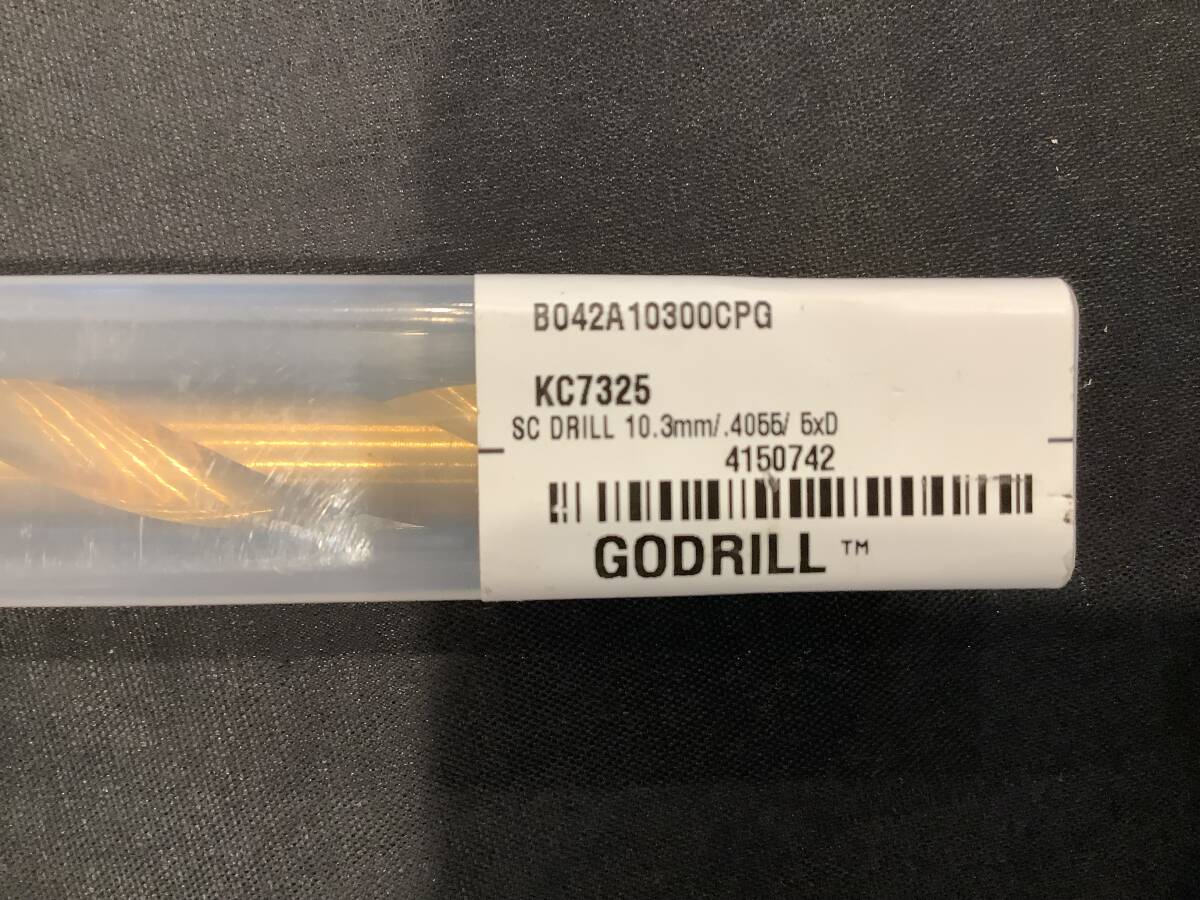 B042A10300CPG
KC7325
SC DRILL 10.3mm/.4055/ 5xD
4150742
GODRILL ™